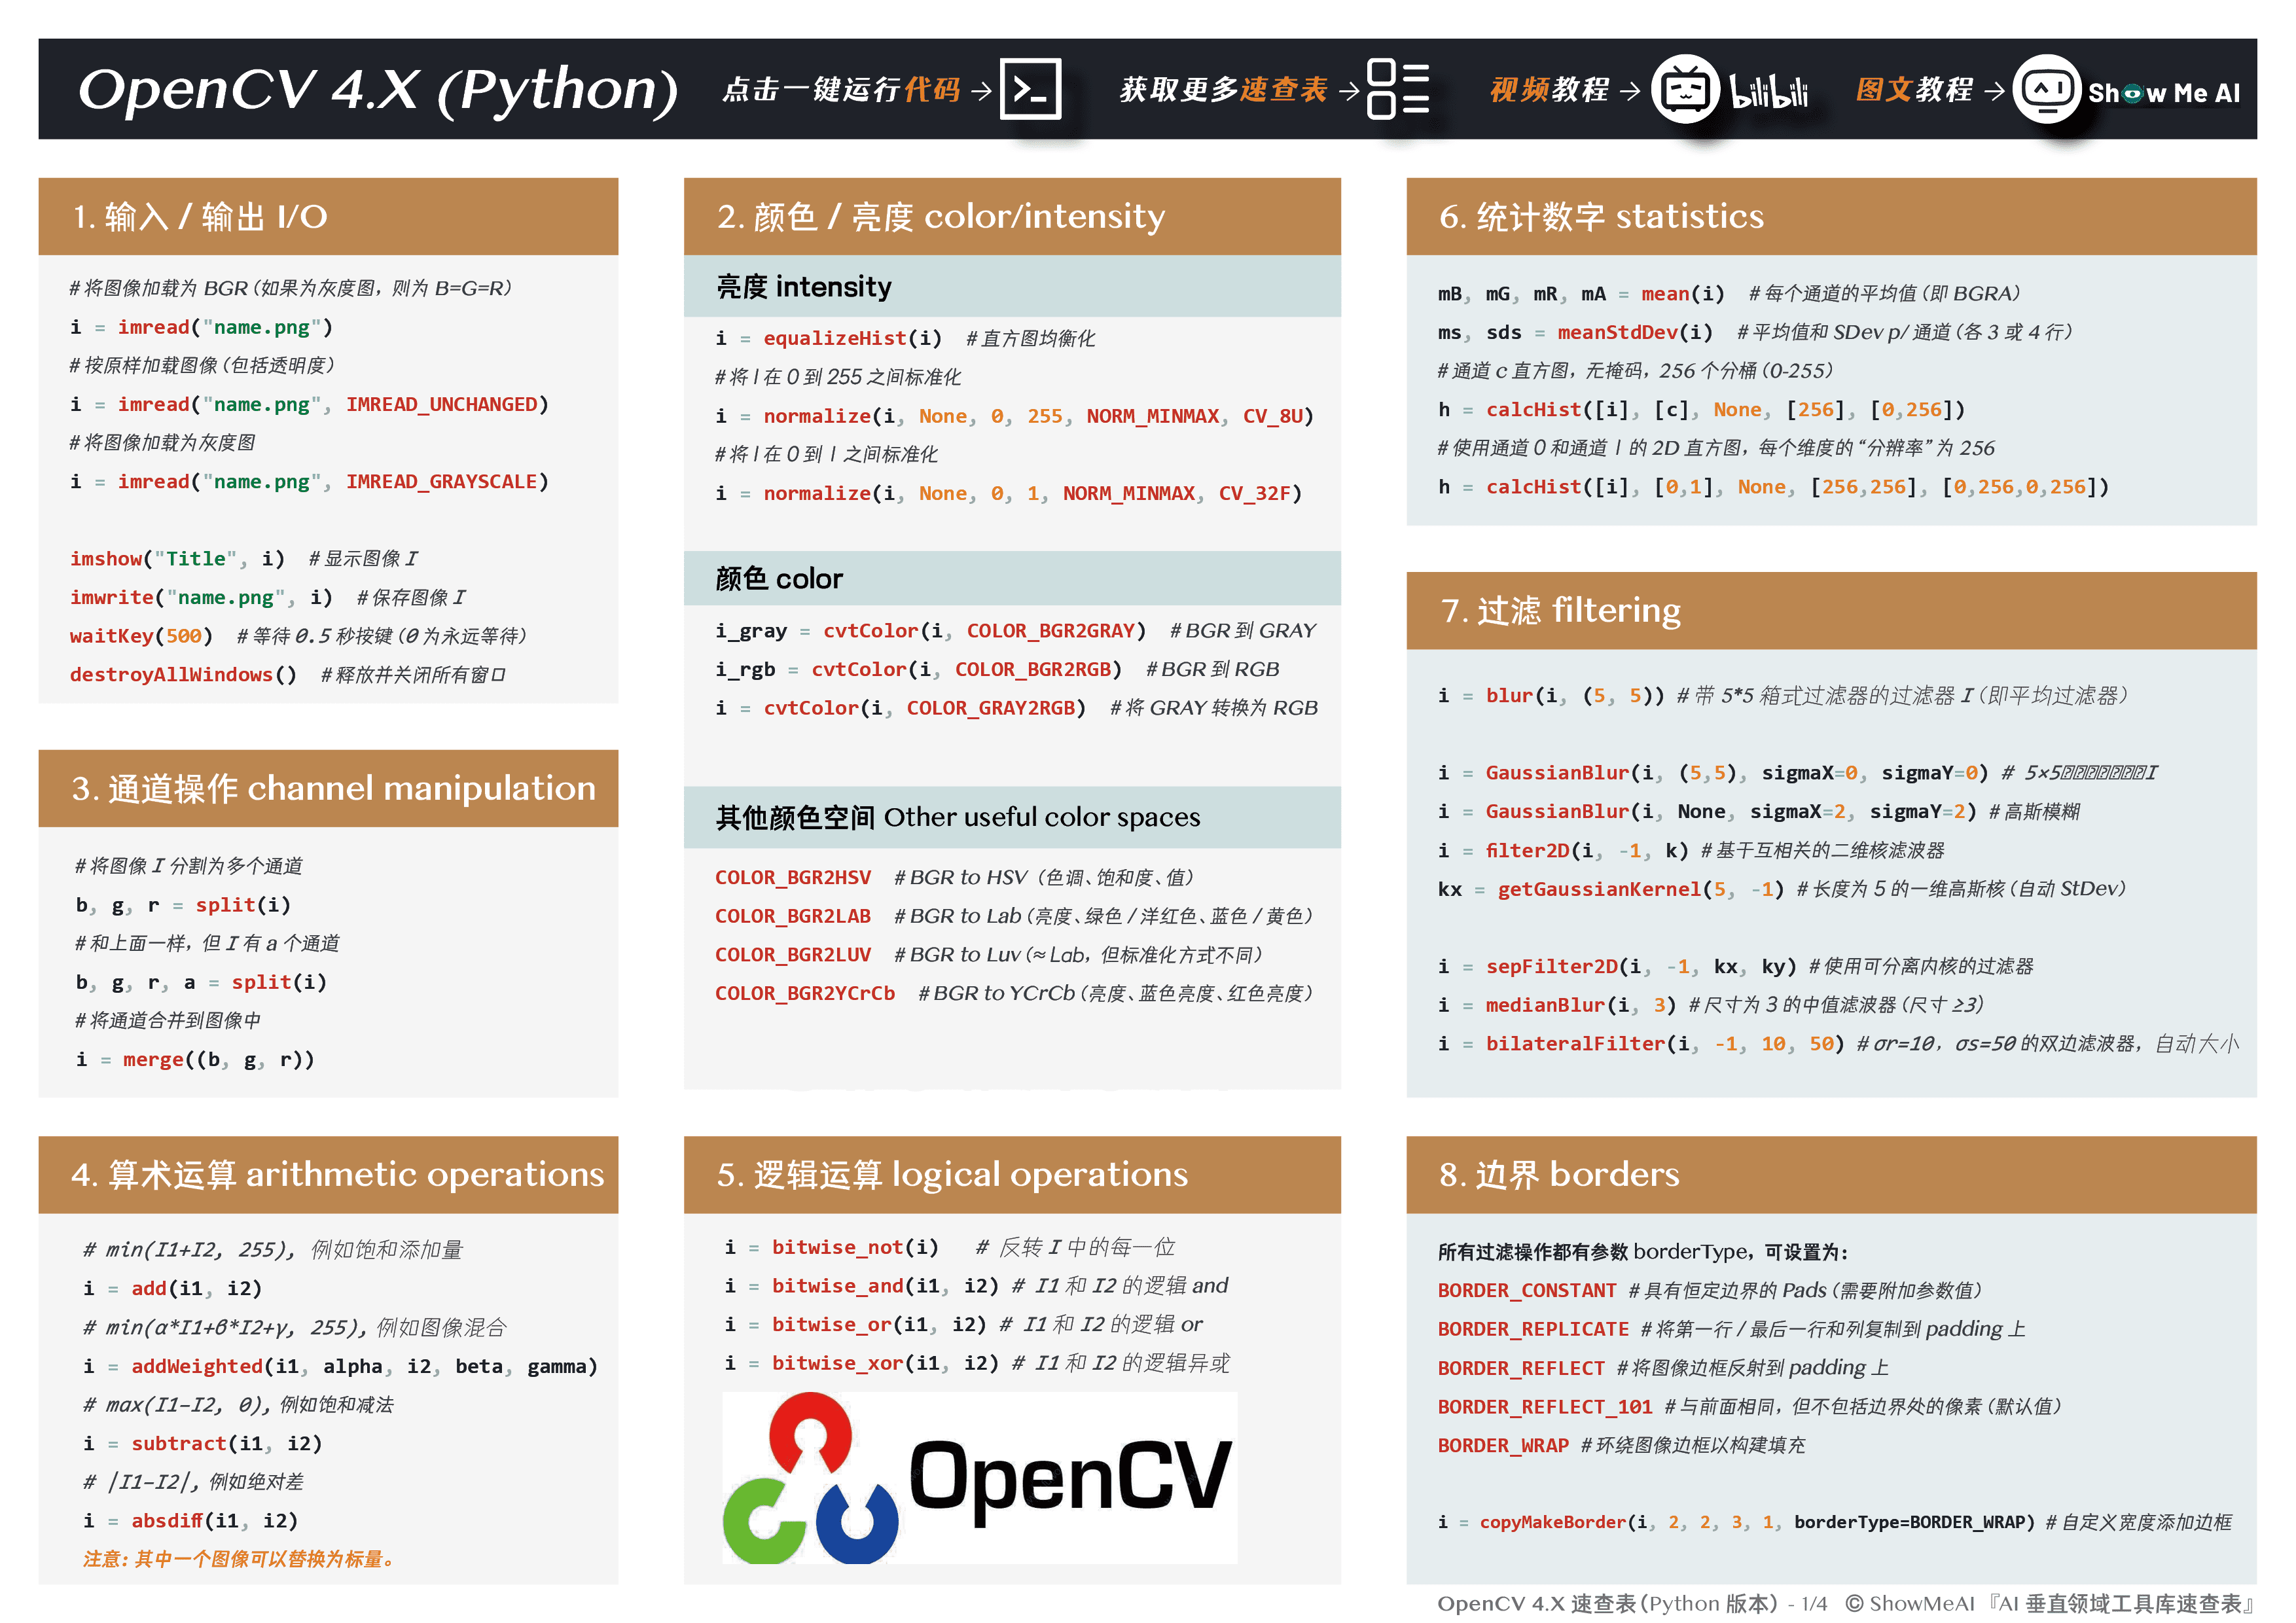 OpenCV 4.X (Python)
点击一键运行代码→
获取更多速查表→
视频教程→ bilibili
图文教程→ Show Me AI
1. 输入 / 输出 I/O
# 将图像加载为 BGR (如果为灰度图，则为 B=G=R)
i = imread("name.png")
# 按原样加载图像 (包括透明度)
i = imread("name.png", IMREAD_UNCHANGED)
# 将图像加载为灰度图
i = imread("name.png", IMREAD_GRAYSCALE)
imshow("Title", i) # 显示图像 I
imwrite("name.png", i) # 保存图像 I
waitKey(500) # 等待 0.5 秒按键 (0 为永远等待)
destroyAllWindows() # 释放并关闭所有窗口
2. 颜色 / 亮度 color/intensity
亮度 intensity
i = equalizeHist(i) # 直方图均衡化
# 将 I 在 0 到 255 之间标准化
i = normalize(i, None, 0, 255, NORM_MINMAX, CV_8U)
# 将 I 在 0 到 1 之间标准化
i = normalize(i, None, 0, 1, NORM_MINMAX, CV_32F)
颜色 color
i_gray = cvtColor(i, COLOR_BGR2GRAY) # BGR 到 GRAY
i_rgb = cvtColor(i, COLOR_BGR2RGB) # BGR 到 RGB
i = cvtColor(i, COLOR_GRAY2RGB) # 将 GRAY 转换为 RGB
其他颜色空间 Other useful color spaces
COLOR_BGR2HSV # BGR to HSV (色调、饱和度、值)
COLOR_BGR2LAB # BGR to Lab (亮度、绿色 / 洋红色、蓝色 / 黄色)
COLOR_BGR2LUV # BGR to Luv (≈ Lab, 但标准化方式不同)
COLOR_BGR2YCrCb # BGR to YCrCb (亮度、蓝色亮度、红色亮度)
3. 通道操作 channel manipulation
# 将图像 I 分割为多个通道
b, g, r = split(i)
# 和上面一样，但 I 有 a 个通道
b, g, r, a = split(i)
# 将通道合并到图像中
i = merge((b, g, r))
4. 算术运算 arithmetic operations
# min(I1+I2, 255), 例如饱和添加量
i = add(i1, i2)
# min(α*I1+β*I2+γ, 255), 例如图像混合
i = addWeighted(i1, alpha, i2, beta, gamma)
# max(I1-I2, 0), 例如饱和减法
i = subtract(i1, i2)
# |I1-I2|, 例如绝对差
i = absdiff(i1, i2)
注意: 其中一个图像可以替换为标量。
5. 逻辑运算 logical operations
i = bitwise_not(i) # 反转 I 中的每一位
i = bitwise_and(i1, i2) # I1 和 I2 的逻辑 and
i = bitwise_or(i1, i2) # I1 和 I2 的逻辑 or
i = bitwise_xor(i1, i2) # I1 和 I2 的逻辑异或
OpenCV
6. 统计数字 statistics
mB, mG, mR, mA = mean(i) # 每个通道的平均值 (即 BGRA)
ms, sds = meanStdDev(i) # 平均值和 SDev p/ 通道 (各 3 或 4 行)
# 通道 c 直方图，无掩码，256 个分桶 (0-255)
h = calcHist([i], [c], None, [256], [0,256])
# 使用通道 0 和通道 1 的 2D 直方图，每个维度的 “分辨率” 为 256
h = calcHist([i], [0,1], None, [256,256], [0,256,0,256])
7. 过滤 filtering
i = blur(i, (5, 5)) # 带 5*5 箱式过滤器的过滤器 I (即平均过滤器)
i = GaussianBlur(i, (5,5), sigmaX=0, sigmaY=0) # 5×5 I
i = GaussianBlur(i, None, sigmaX=2, sigmaY=2) # 高斯模糊
i = filter2D(i, -1, k) # 基于互相关的二维核滤波器
kx = getGaussianKernel(5, -1) # 长度为 5 的一维高斯核 (自动 StDev)
i = sepFilter2D(i, -1, kx, ky) # 使用可分离内核的过滤器
i = medianBlur(i, 3) # 尺寸为 3 的中值滤波器 (尺寸 ≥3)
i = bilateralFilter(i, -1, 10, 50) # σr=10, σs=50 的双边滤波器，自动大小
8. 边界 borders
所有过滤操作都有参数 borderType，可设置为:
BORDER_CONSTANT # 具有恒定边界的 Pads (需要附加参数值)
BORDER_REPLICATE # 将第一行 / 最后一行和列复制到 padding 上
BORDER_REFLECT # 将图像边框反射到 padding 上
BORDER_REFLECT_101 # 与前面相同，但不包括边界处的像素 (默认值)
BORDER_WRAP # 环绕图像边框以构建填充
i = copyMakeBorder(i, 2, 2, 3, 1, borderType=BORDER_WRAP) # 自定义宽度添加边框
OpenCV 4.X 速查表 (Python 版本) - 1/4 © ShowMeAI『AI 垂直领域工具库速查表』